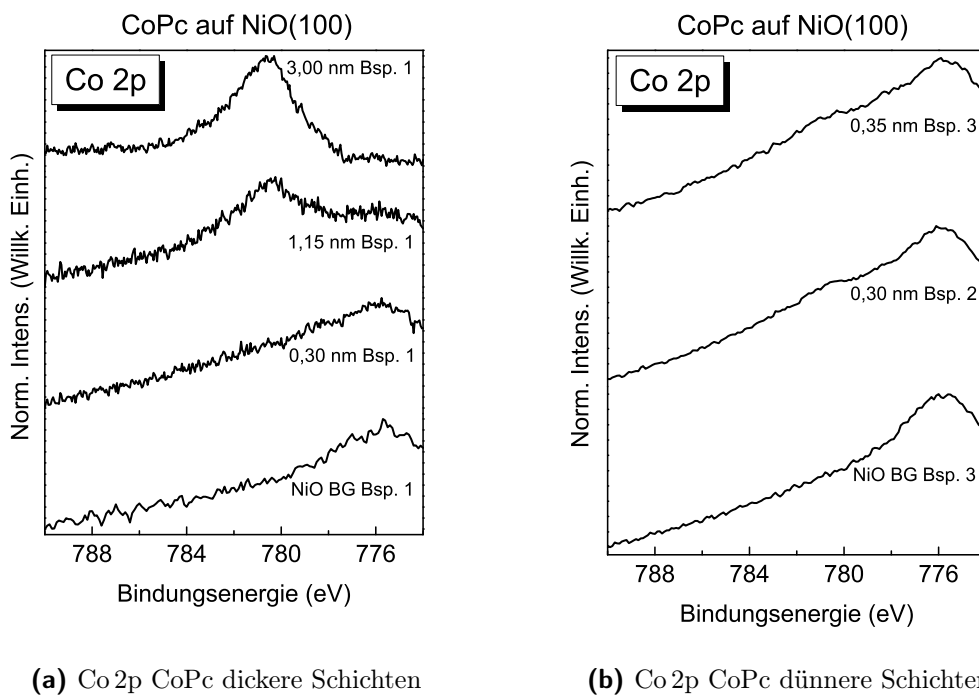 CoPc auf NiO(100)
Co 2p
3,00 nm Bsp. 1
1,15 nm Bsp. 1
0,30 nm Bsp. 1
NiO BG Bsp. 1
Norm. Intens. (Willk. Einh.)
788 784 780 776
Bindungsenergie (eV)
(a) Co 2p CoPc dickere Schichten
CoPc auf NiO(100)
Co 2p
0,35 nm Bsp. 3
0,30 nm Bsp. 2
NiO BG Bsp. 3
Norm. Intens. (Willk. Einh.)
788 784 780 776
Bindungsenergie (eV)
(b) Co 2p CoPc dünnere Schichten